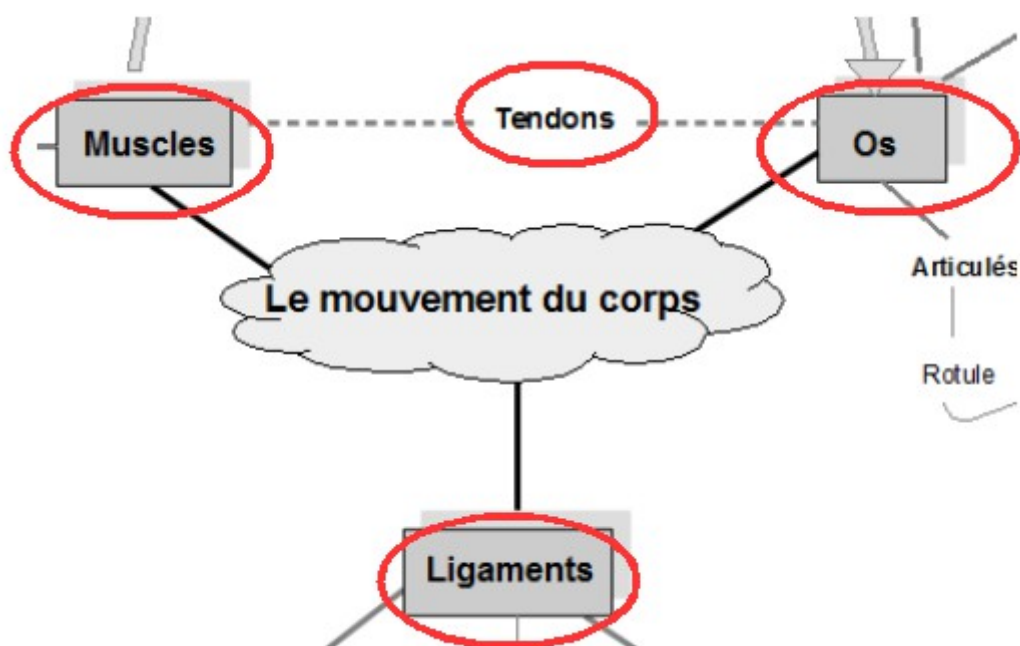 Tendons
Muscles
Os
Articulés
Le mouvement du corps
Rotule
Ligaments